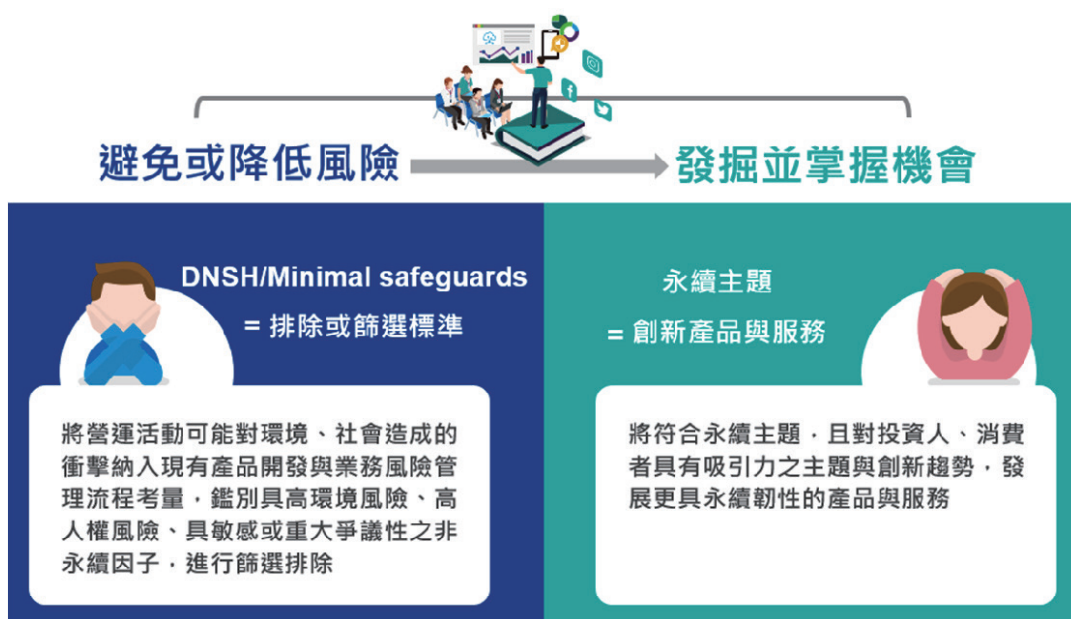 避免或降低風險
發掘並掌握機會
DNSH/Minimal safeguards
= 排除或篩選標準
將營運活動可能對環境、社會造成的
衝擊納入現有產品開發與業務風險管
理流程考量，鑑別具高環境風險、高
人權風險、具敏感或重大爭議性之非
永續因子，進行篩選排除
永續主題
= 創新產品與服務
將符合永續主題，且對投資人、消費
者具有吸引力之主題與創新趨勢，發
展更具永續韌性的產品與服務